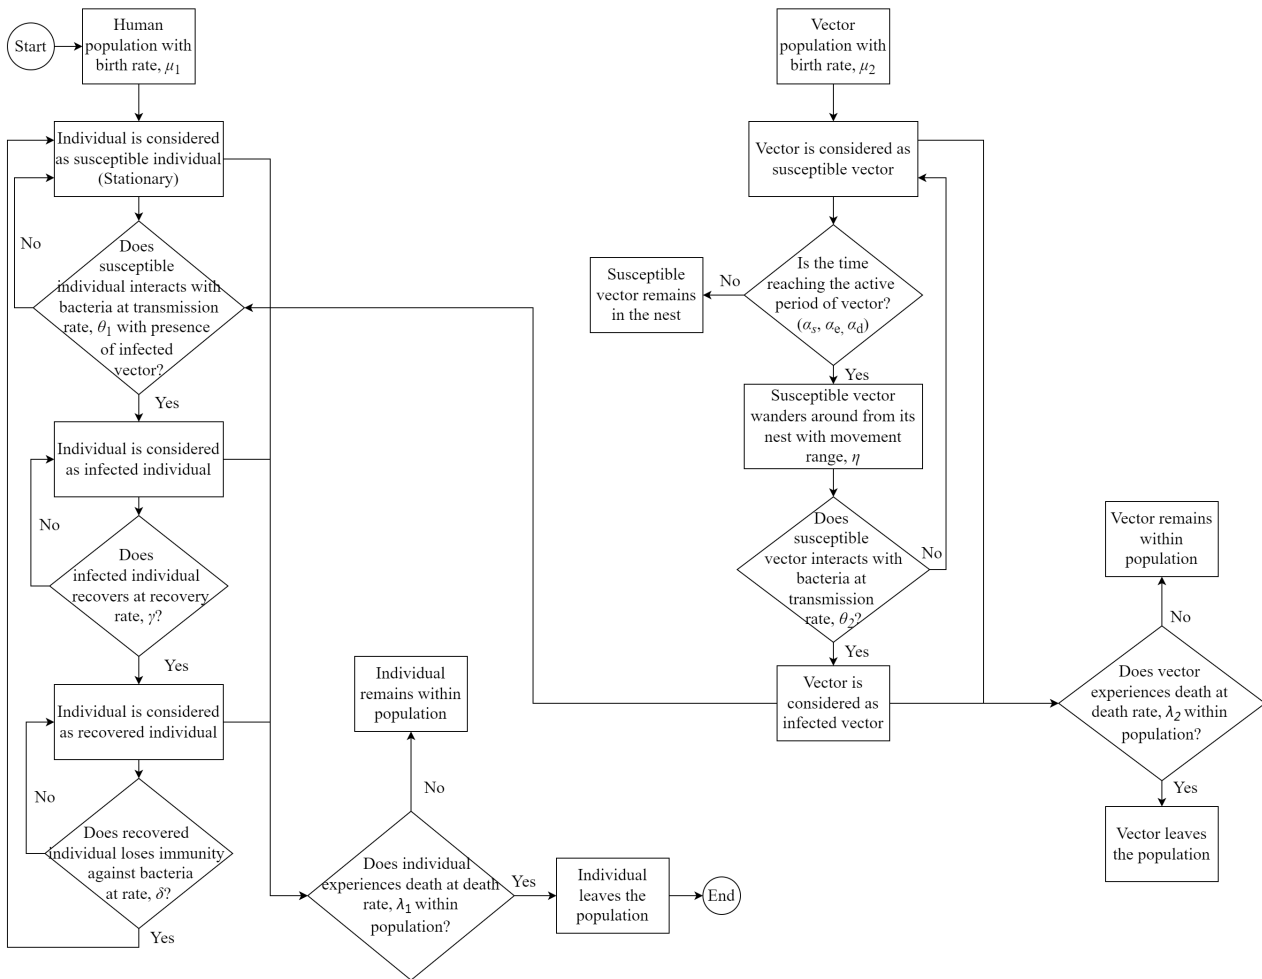 Start
Human
population with
birth rate, μ1
Individual is considered
as susceptible individual
(Stationary)
No
Does
susceptible
individual interacts with
bacteria at transmission
rate, θ1 with presence
of infected
vector?
Yes
Individual is considered
as infected individual
No
Does
infected individual
recovers at recovery
rate, γ?
Yes
Individual is considered
as recovered individual
No
Does recovered
individual loses immunity
against bacteria
at rate, δ?
Yes
Individual
remains within
population
No
Does individual
experiences death at death
rate, λ1 within
population?
Yes
Individual
leaves the
population
End
Vector
population with
birth rate, μ2
Vector is considered as
susceptible vector
Is the time
reaching the active
period of vector?
(αs, αe, αd)
No
Susceptible
vector remains
in the nest
Yes
Susceptible vector
wanders around from its
nest with movement
range, η
Does
susceptible
vector interacts with
bacteria at
transmission
rate, θ2?
No
Yes
Vector is
considered as
infected vector
Vector remains
within
population
No
Does vector
experiences death at
death rate, λ2 within
population?
Yes
Vector leaves
the population